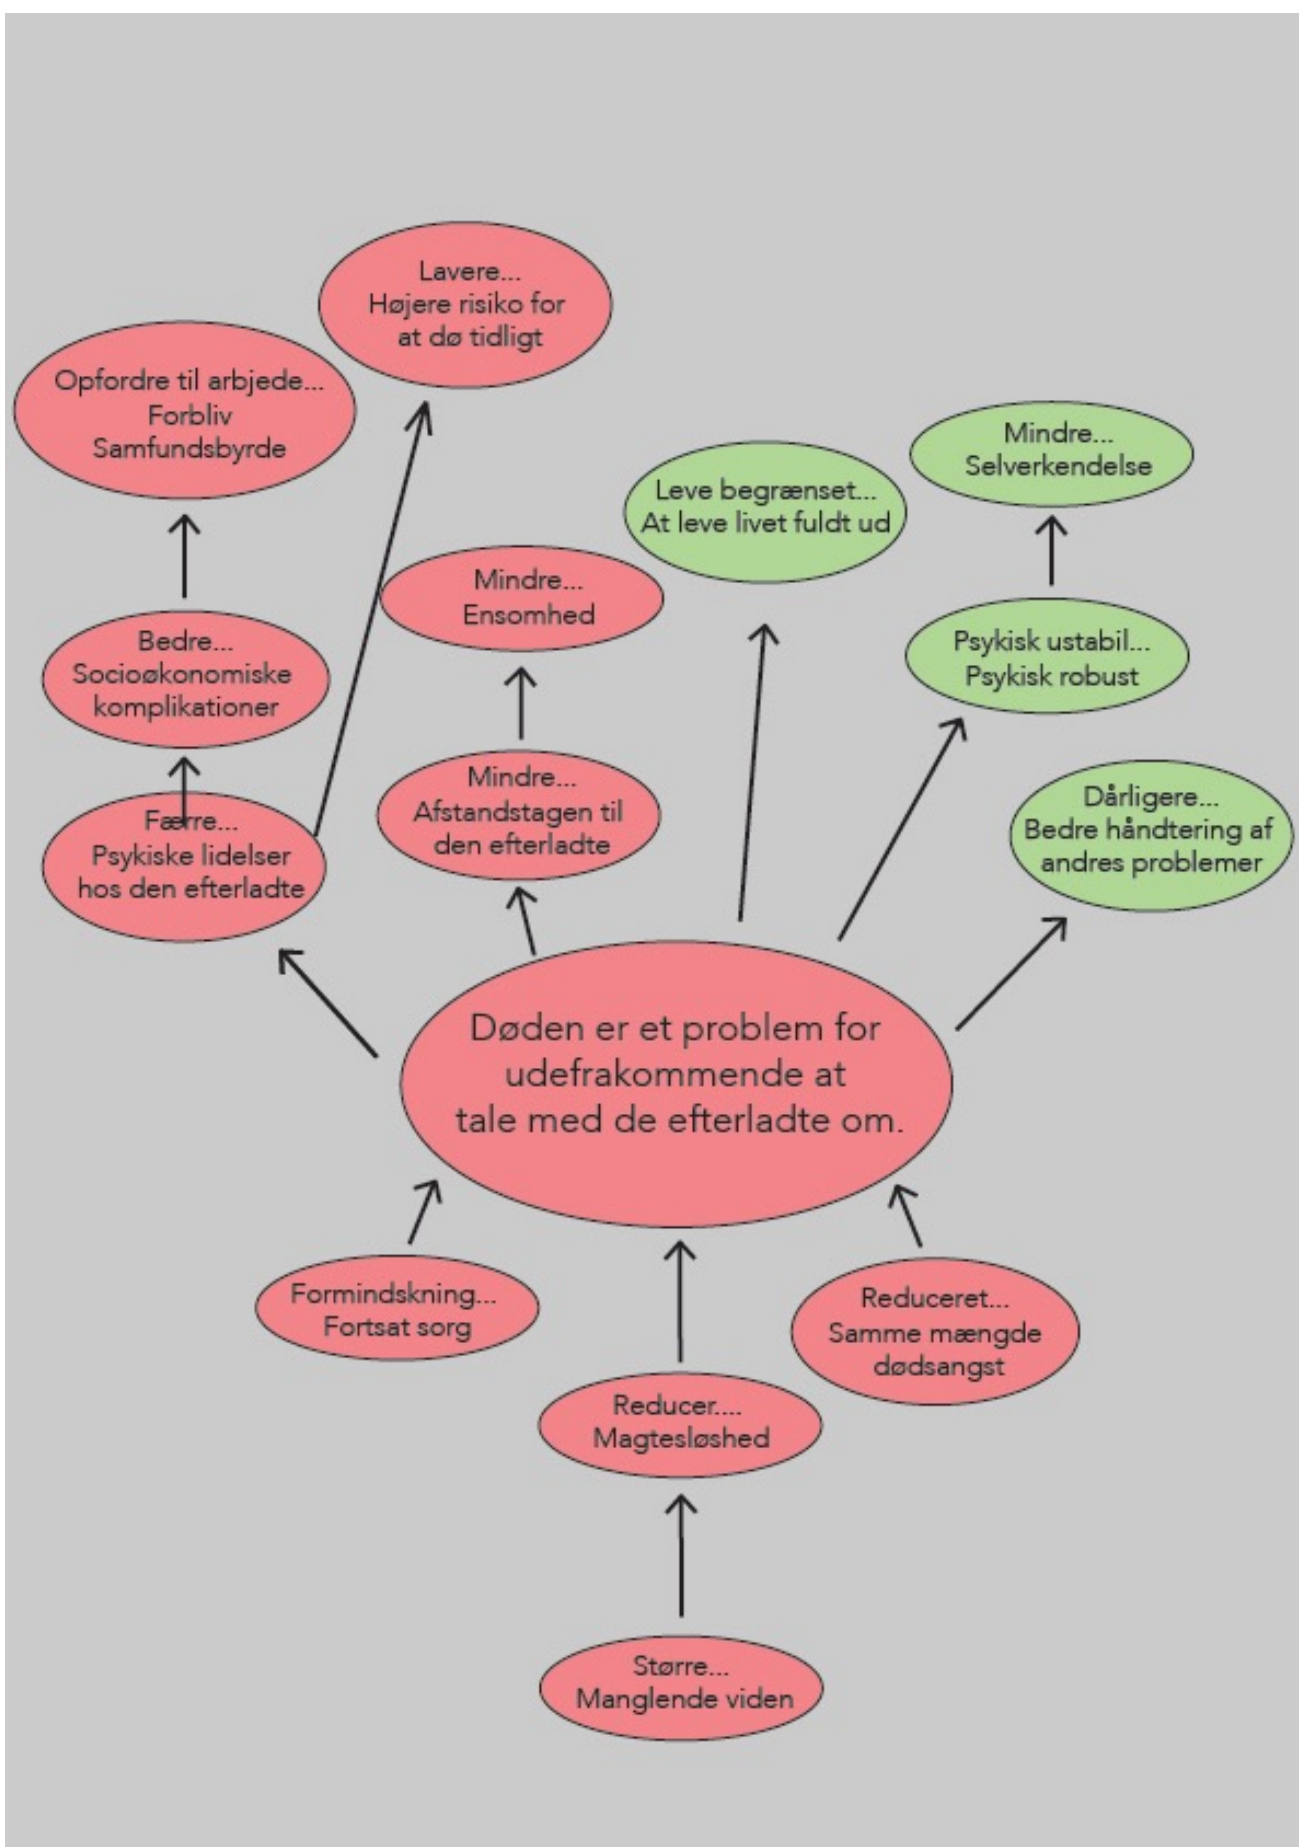 Lavere...
Højere risiko for
at dø tidligt
Opfordre til arbjede...
Forbliv
Samfundsbyrde
Mindre...
Selverkendelse
Leve begrænset...
At leve livet fuldt ud
Mindre...
Ensomhed
Psykisk ustabil...
Psykisk robust
Bedre...
Socioøkonomiske
komplikationer
Mindre...
Afstandstagen til
den efterladte
Dårligere...
Bedre håndtering af
andres problemer
Færre...
Psykiske lidelser
hos den efterladte
Døden er et problem for
udefrakommende at
tale med de efterladte om.
Formindskning...
Fortsat sorg
Reduceret...
Samme mængde
dødsangst
Reducer....
Magtesløshed
Større...
Manglende viden